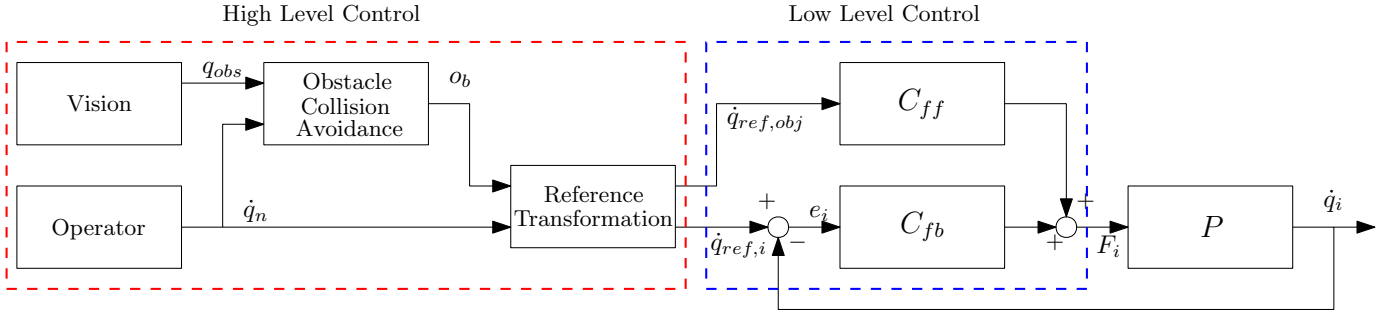 High Level Control
Low Level Control
Vision
q_obs
Obstacle
Collision
Avoidance
o_b
Operator
q̇_n
Reference
Transformation
q̇_ref,obj
C_ff
+
q̇_ref,i
−
e_i
C_fb
+
+
F_i
P
q̇_i